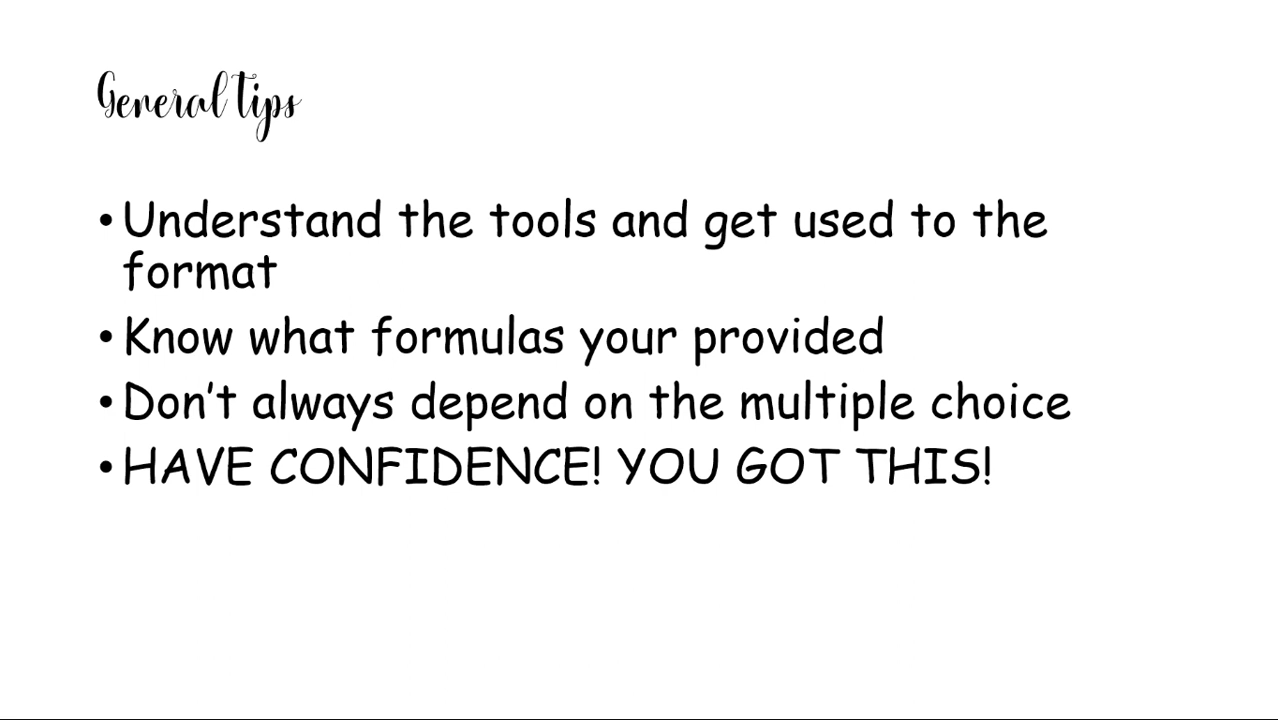 General tips
• Understand the tools and get used to the
format
• Know what formulas your provided
• Don't always depend on the multiple choice
• HAVE CONFIDENCE! YOU GOT THIS!